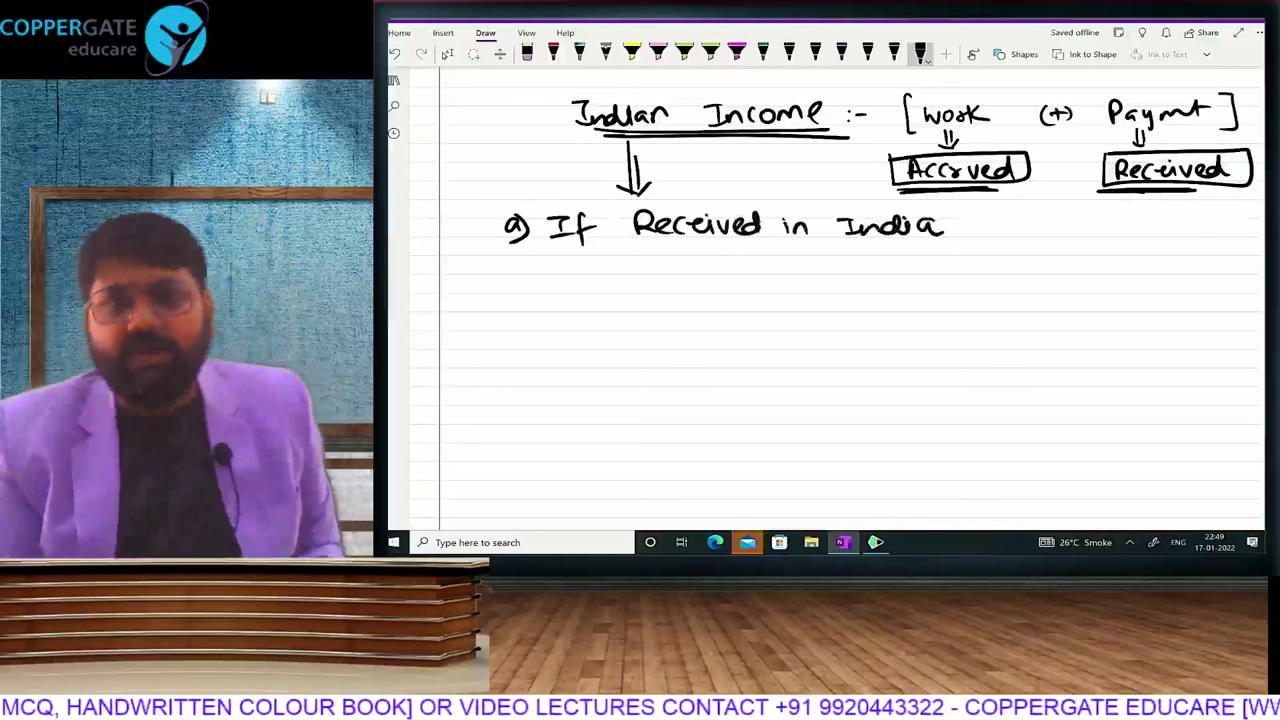 COPPERGATE
educare
Home Insert Draw View Help
Saved offline
Share
Shapes
Ink to Shape
Ink to Text
Indian Income :- [work (+) Paymt]
Accrved Received
a) If Received in India
Type here to search
26°C Smoke
ENG
22:49
17-01-2022
MCQ, HANDWRITTEN COLOUR BOOK] OR VIDEO LECTURES CONTACT +91 9920443322 - COPPERGATE EDUCARE [WW